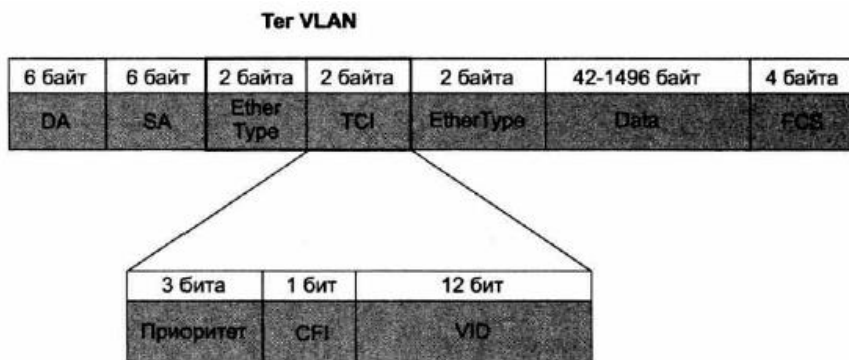 Тег VLAN
6 байт 6 байт 2 байта 2 байта 2 байта 42-1496 байт 4 байта
DA SA Ether Type TCI EtherType Data FCS
3 бита 1 бит 12 бит
Приоритет CFI VID